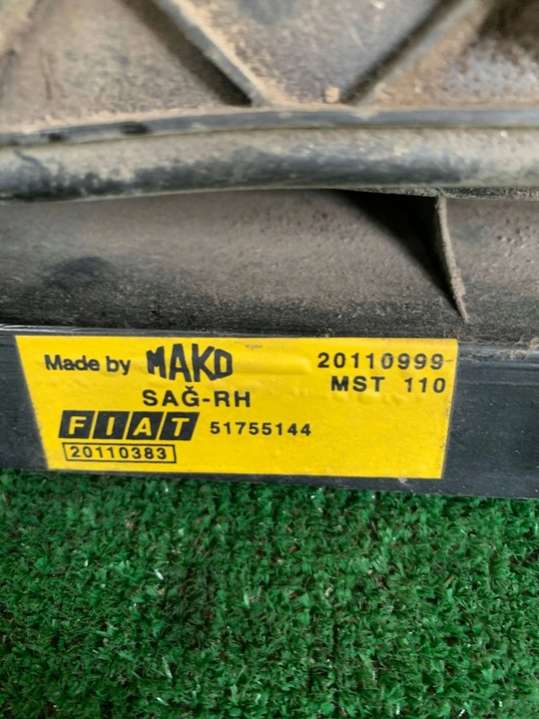 Made by MAKO 20110999
SAĞ-RH MST 110
FIAT 51755144
20110383